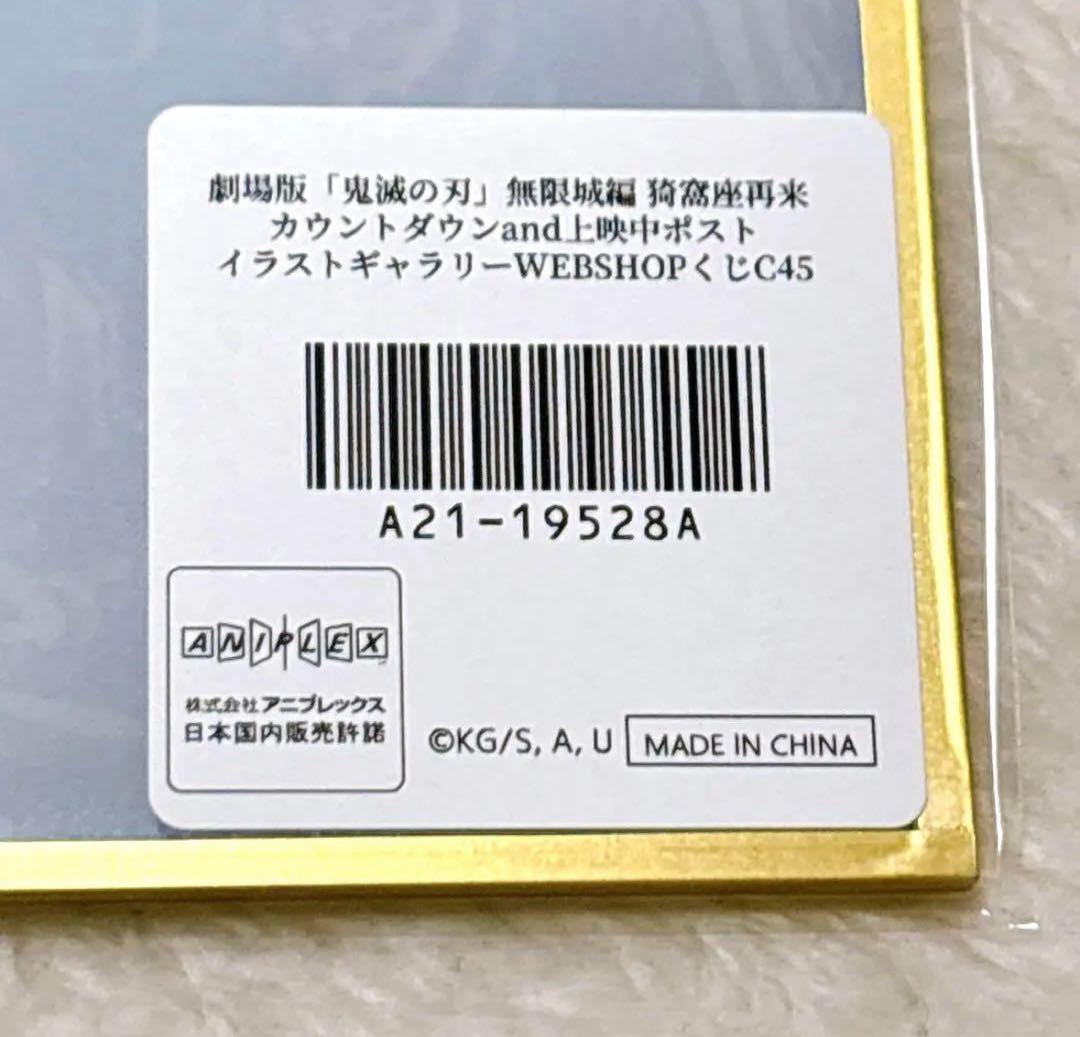 劇場版「鬼滅の刃」無限城編 猗窩座再来
カウントダウンand上映中ポスト
イラストギャラリーWEBSHOPくじC45
A21-19528A
ANIPLEX
株式会社アニプレックス
日本国内販売許諾
©KG/S, A, U
MADE IN CHINA